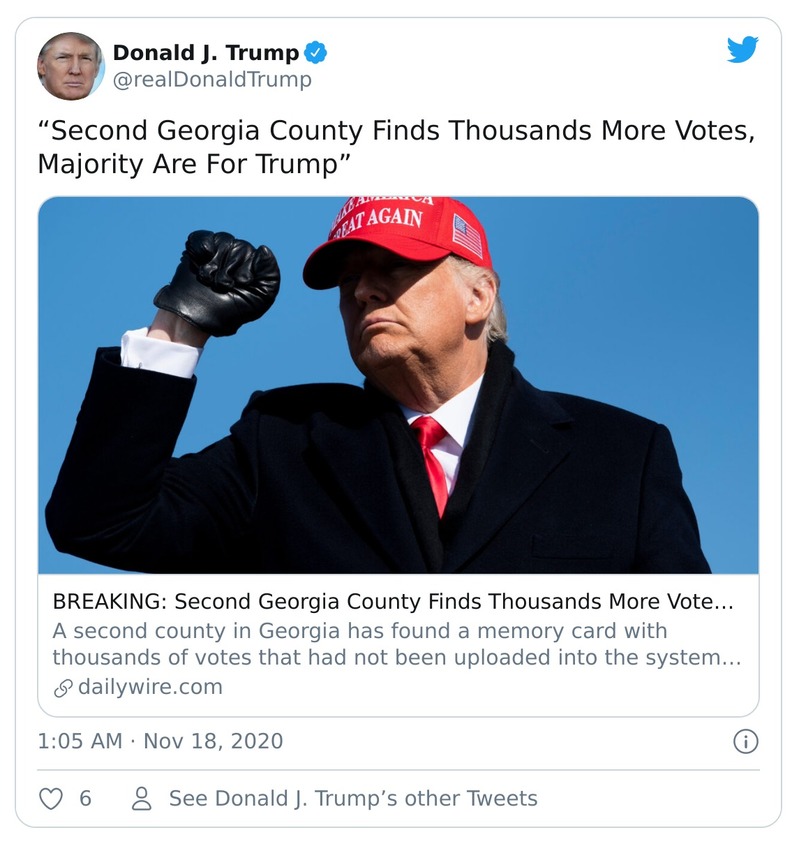 Donald J. Trump
@realDonaldTrump
“Second Georgia County Finds Thousands More Votes,
Majority Are For Trump”
MAKE AMERICA
GREAT AGAIN
BREAKING: Second Georgia County Finds Thousands More Vote...
A second county in Georgia has found a memory card with
thousands of votes that had not been uploaded into the system...
dailywire.com
1:05 AM · Nov 18, 2020
6
See Donald J. Trump’s other Tweets